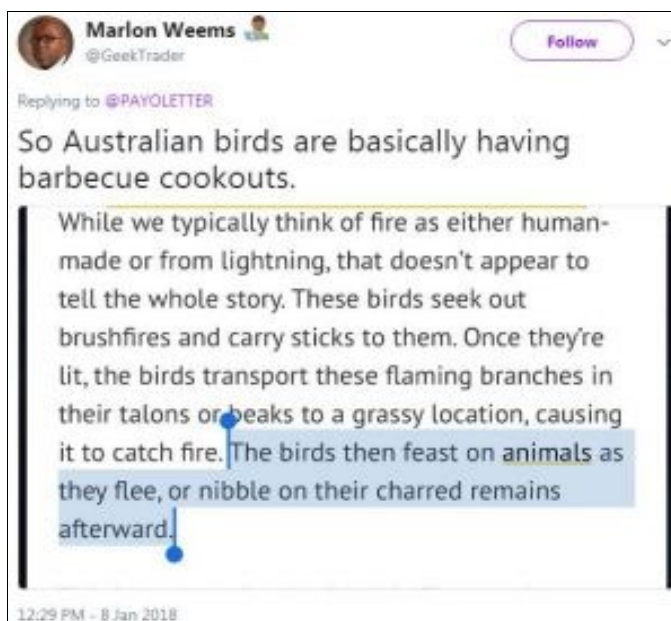 Marlon Weems
@GeekTrader
Follow
Replying to @PAYOLETTER
So Australian birds are basically having
barbecue cookouts.
While we typically think of fire as either human-
made or from lightning, that doesn't appear to
tell the whole story. These birds seek out
brushfires and carry sticks to them. Once they're
lit, the birds transport these flaming branches in
their talons or beaks to a grassy location, causing
it to catch fire. The birds then feast on animals as
they flee, or nibble on their charred remains
afterward.
12:29 PM - 8 Jan 2018